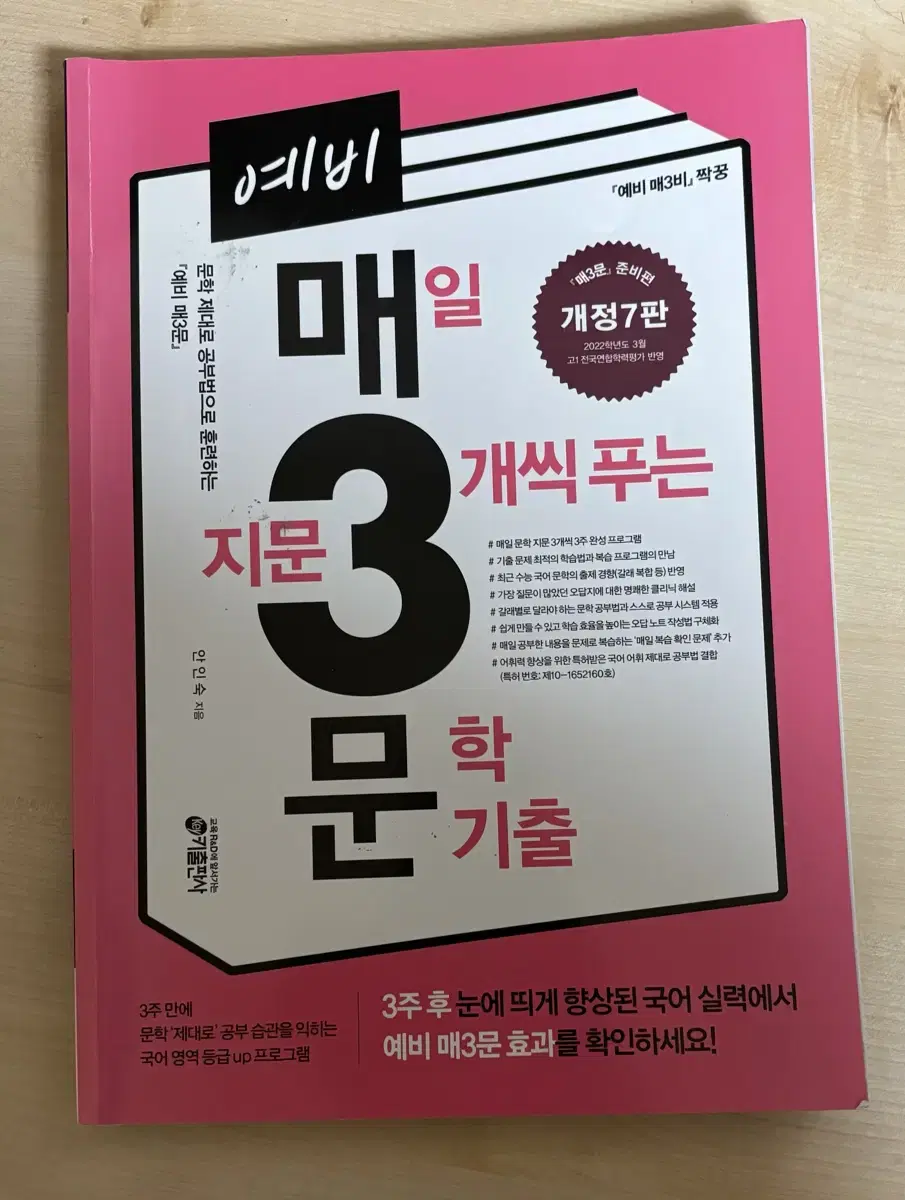 예비
『예비 매3비』 짝꿍
문학 제대로 공부법으로 훈련하는
『예비 매3문』
매일
『매3문』 준비편
개정7판
2022학년도 3월
고1 전국연합학력평가 반영
지문 3개씩 푸는
# 매일 문학 지문 3개씩 3주 완성 프로그램
# 기출 문제 최적의 학습법과 복습 프로그램의 만남
# 최근 수능 국어 문학의 출제 경향(갈래 복합 등) 반영
# 가장 질문이 많았던 오답지에 대한 명쾌한 클리닉 해설
# 갈래별로 달라야 하는 문학 공부법과 스스로 공부 시스템 적용
# 쉽게 만들 수 있고 학습 효율을 높이는 오답 노트 작성법 구체화
# 매일 공부한 내용을 문제로 복습하는 '매일 복습 확인 문제' 추가
# 어휘력 향상을 위한 특허받은 국어 어휘 제대로 공부법 결합
(특허 번호: 제10-1652160호)
안인숙 지음
문학
기출
교육 R&D에 앞서가는
Key 키출판사
3주 만에
문학 '제대로' 공부 습관을 익히는
국어 영역 등급 up 프로그램
3주 후 눈에 띄게 향상된 국어 실력에서
예비 매3문 효과를 확인하세요!